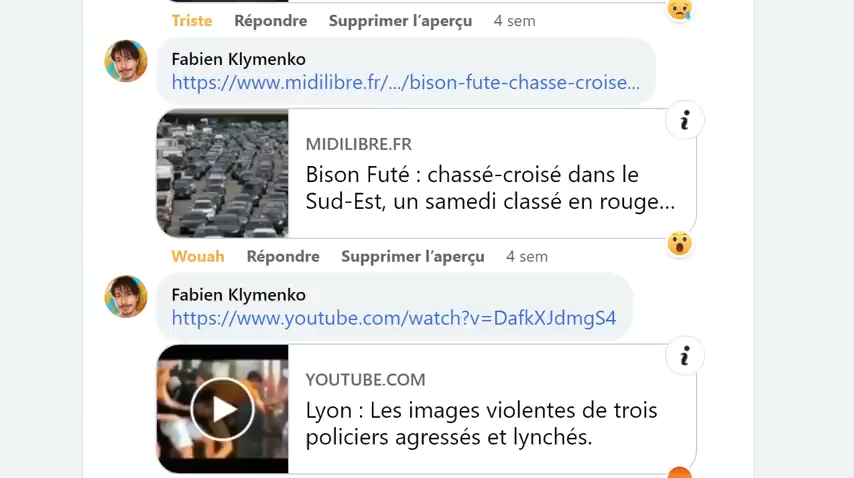 Triste Répondre Supprimer l'aperçu 4 sem
Fabien Klymenko
https://www.midilibre.fr/.../bison-fute-chasse-croise...
MIDILIBRE.FR
Bison Futé : chassé-croisé dans le
Sud-Est, un samedi classé en rouge...
Wouah Répondre Supprimer l'aperçu 4 sem
Fabien Klymenko
https://www.youtube.com/watch?v=DafkXJdmgS4
YOUTUBE.COM
Lyon : Les images violentes de trois
policiers agressés et lynchés.